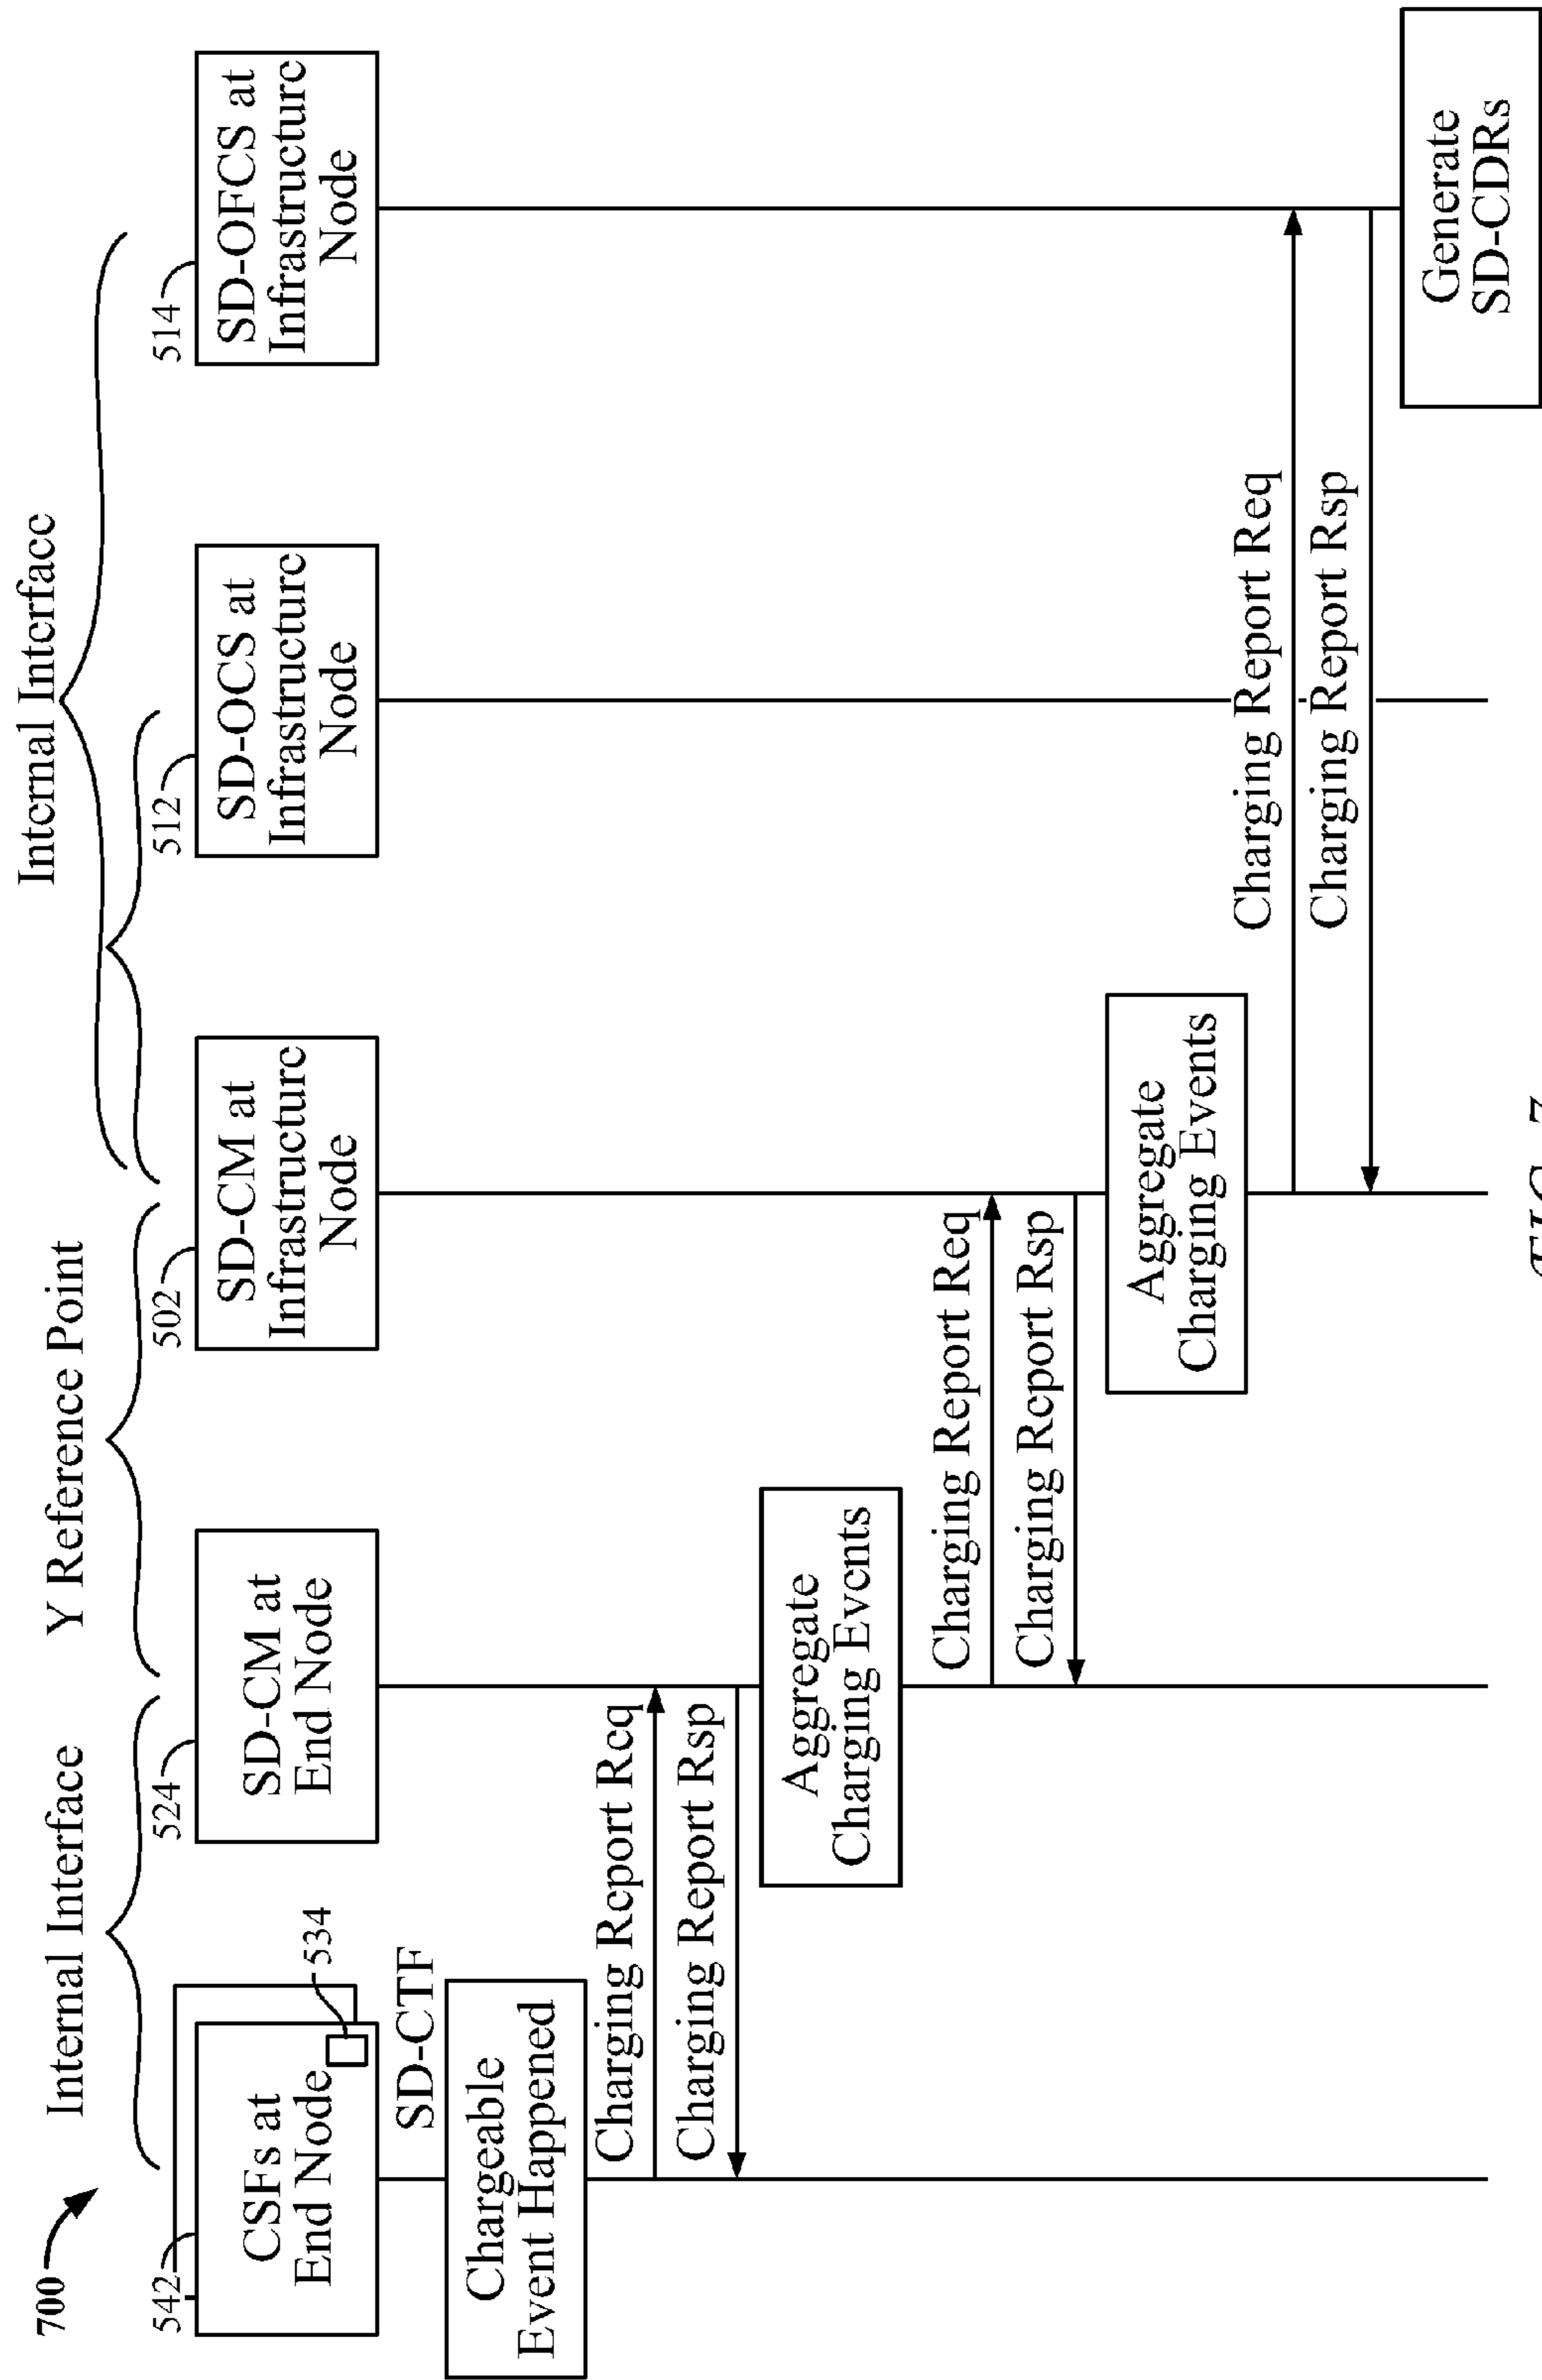 700
Internal Interface
Y Reference Point
Internal Interface
542
524
502
512
514
CSFs at
End Node
534
SD-CM at
End Node
SD-CM at
Infrastructure
Node
SD-OCS at
Infrastructure
Node
SD-OFCS at
Infrastructure
Node
SD-CTF
Chargeable
Event Happened
Charging Report Req
Charging Report Rsp
Aggregate
Charging Events
Charging Report Req
Charging Report Rsp
Aggregate
Charging Events
Charging Report Req
Charging Report Rsp
Generate
SD-CDRs
FIG. 7